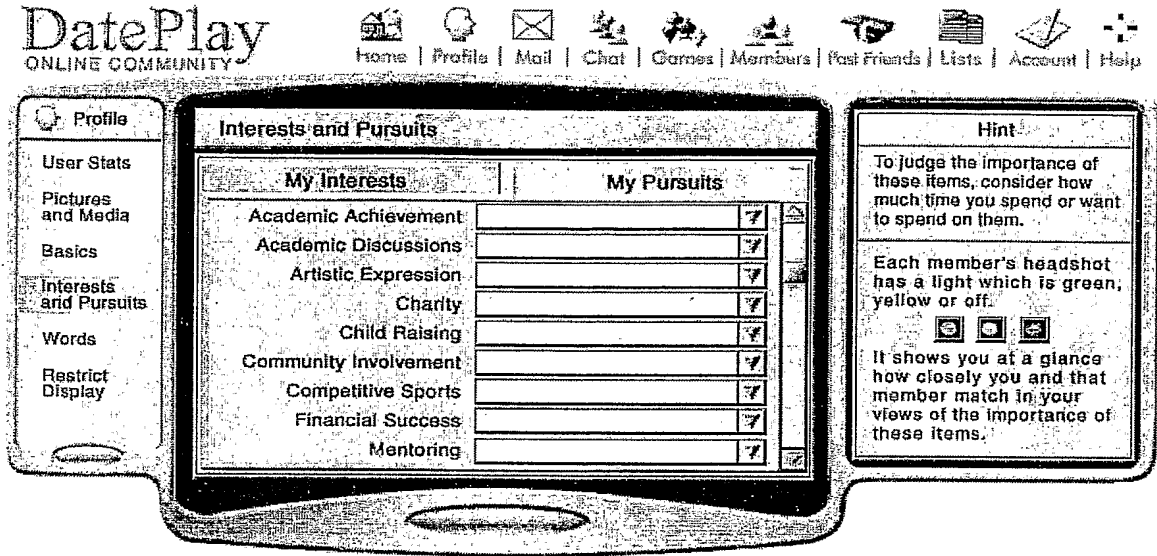 DatePlay
ONLINE COMMUNITY
Home | Profile | Mail | Chat | Games | Members | Past Friends | Lists | Account | Help
Profile
User Stats
Pictures
and Media
Basics
Interests
and Pursuits
Words
Restrict
Display
Interests and Pursuits
My Interests
My Pursuits
Academic Achievement
Academic Discussions
Artistic Expression
Charity
Child Raising
Community Involvement
Competitive Sports
Financial Success
Mentoring
Hint
To judge the importance of
these items, consider how
much time you spend or want
to spend on them.
Each member's headshot
has a light which is green,
yellow or off.
It shows you at a glance
how closely you and that
member match in your
views of the importance of
these items.